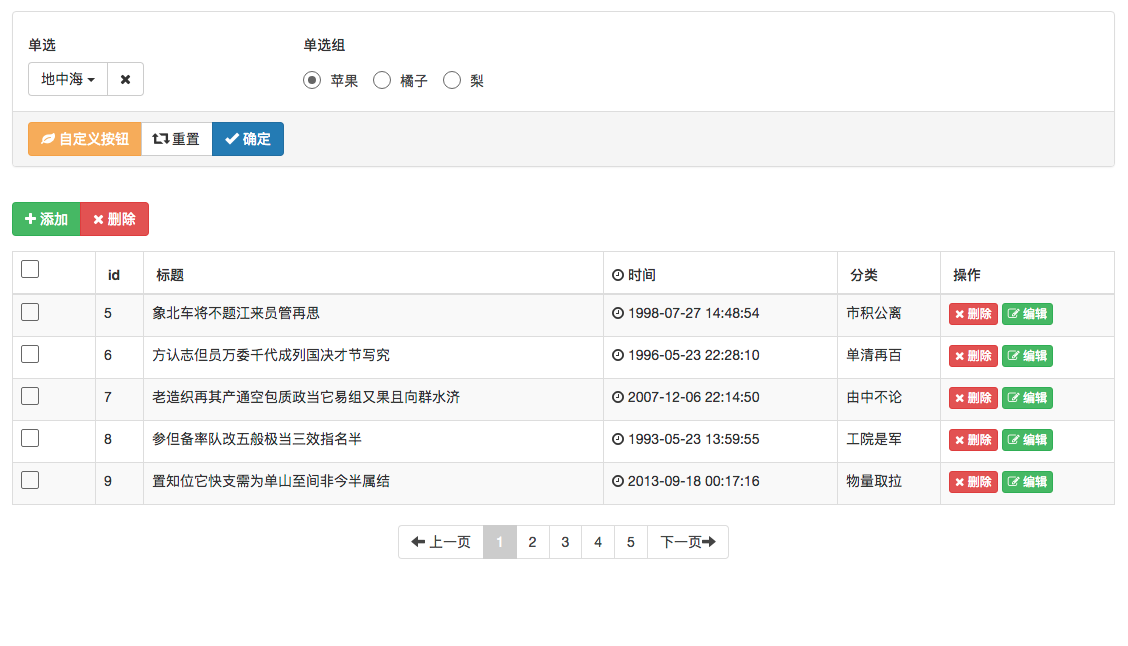 单选 单选组
地中海 苹果 橘子 梨
自定义按钮 重置 确定
添加 删除
id 标题 时间 分类 操作
5 象北车将不题江来员管再思 1998-07-27 14:48:54 市积公离 删除 编辑
6 方认志但员万委千代成列国决才节写究 1996-05-23 22:28:10 单清再百 删除 编辑
7 老造织再其产通空包质政当它易组又果且向群水济 2007-12-06 22:14:50 由中不论 删除 编辑
8 参但备率队改五般极当三效指名半 1993-05-23 13:59:55 工院是军 删除 编辑
9 置知位它快支需为单山至间非今半属结 2013-09-18 00:17:16 物量取拉 删除 编辑
上一页 1 2 3 4 5 下一页